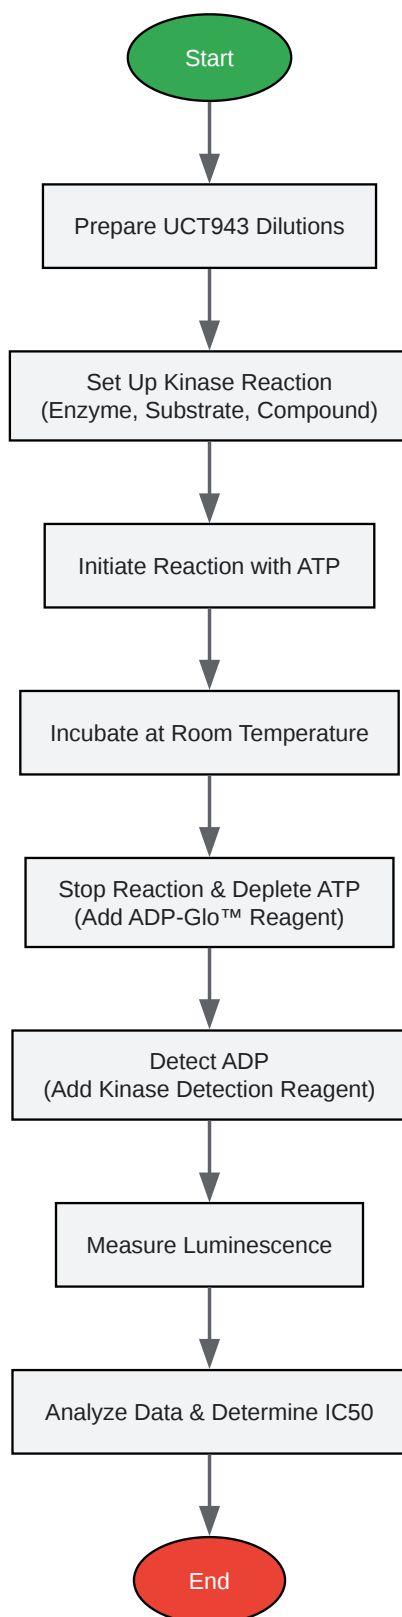 Start
Prepare UCT943 Dilutions
Set Up Kinase Reaction
(Enzyme, Substrate, Compound)
Initiate Reaction with ATP
Incubate at Room Temperature
Stop Reaction & Deplete ATP
(Add ADP-Glo™ Reagent)
Detect ADP
(Add Kinase Detection Reagent)
Measure Luminescence
Analyze Data & Determine IC50
End